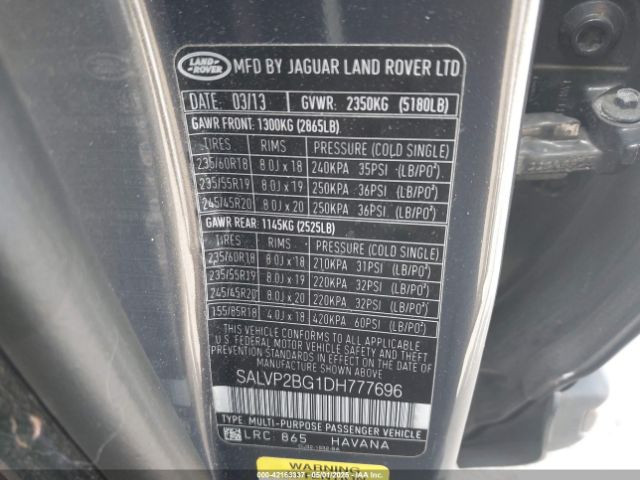 LAND-
ROVER
MFD BY JAGUAR LAND ROVER LTD
DATE: 03/13 GVWR: 2350KG (5180LB)
GAWR FRONT: 1300KG (2865LB)
TIRES RIMS PRESSURE (COLD SINGLE)
235/60R18 8.0J x 18 240KPA 35PSI (LB/PO²)
235/55R19 8.0J x 19 250KPA 36PSI (LB/PO²)
245/45R20 8.0J x 20 250KPA 36PSI (LB/PO²)
GAWR REAR: 1145KG (2525LB)
TIRES RIMS PRESSURE (COLD SINGLE)
235/60R18 8.0J x 18 210KPA 31PSI (LB/PO²)
235/55R19 8.0J x 19 220KPA 32PSI (LB/PO²)
245/45R20 8.0J x 20 220KPA 32PSI (LB/PO²)
155/85R18 4.0J x 18 420KPA 60PSI (LB/PO²)
THIS VEHICLE CONFORMS TO ALL APPLICABLE
U.S. FEDERAL MOTOR VEHICLE SAFETY AND THEFT
PREVENTION STANDARDS IN EFFECT ON THE DATE OF
MANUFACTURE SHOWN ABOVE.
SALVP2BG1DH777696
TYPE: MULTI-PURPOSE PASSENGER VEHICLE
LRC 865 HAVANA
WARNING
00-42163337 (05/01/2025 -